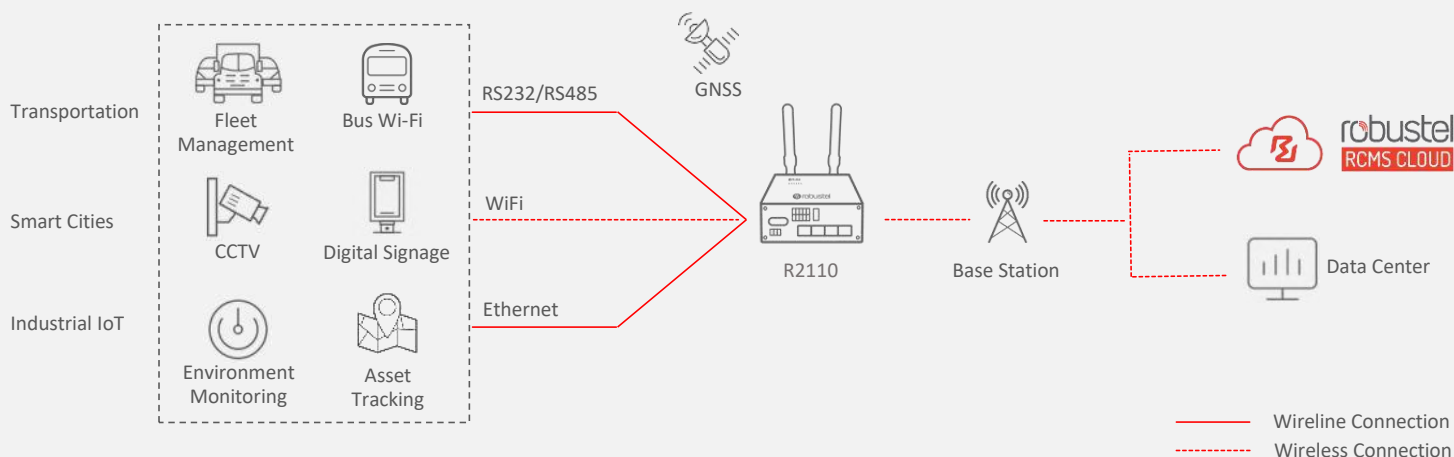 GNSS
RS232/RS485
Transportation
Fleet
Management
Bus Wi-Fi
robustel
RCMS CLOUD
robustel
Smart Cities
CCTV
Digital Signage
WiFi
R2110
Base Station
Data Center
Industrial IoT
Environment
Monitoring
Asset
Tracking
Ethernet
Wireline Connection
Wireless Connection